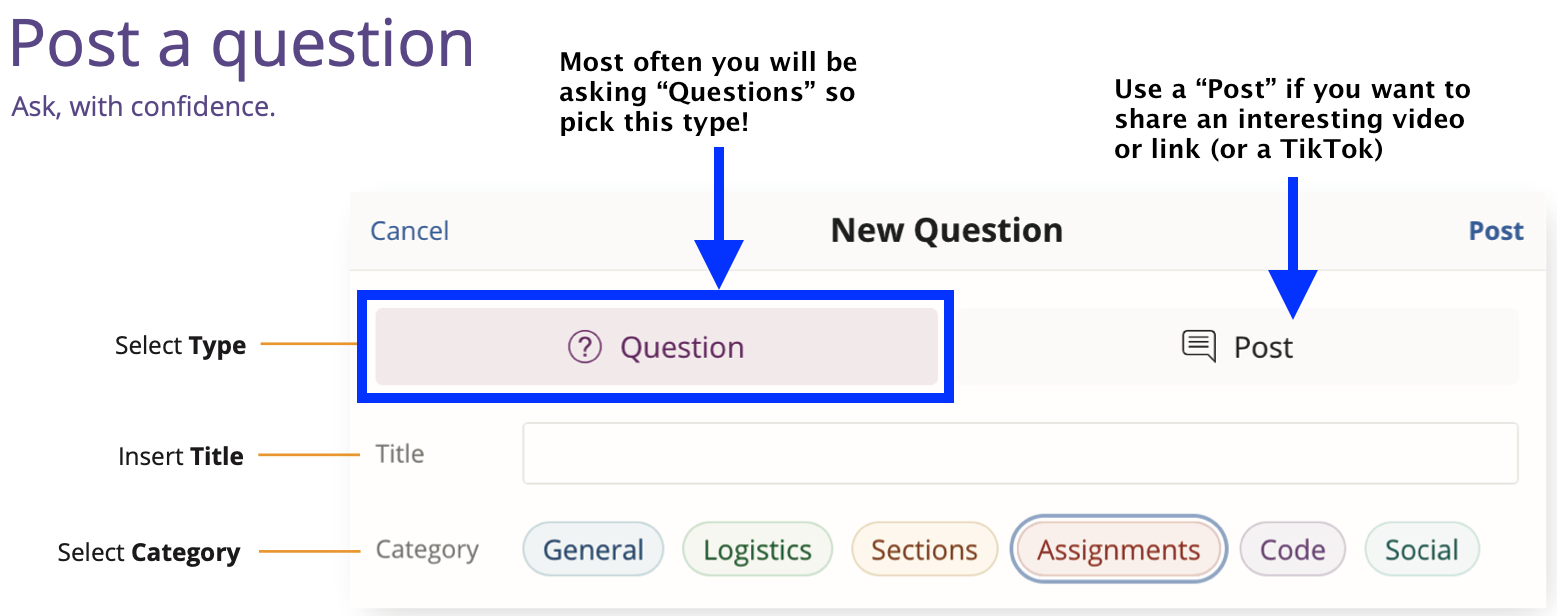 Post a question
Ask, with confidence.
Most often you will be
asking “Questions” so
pick this type!
Use a “Post” if you want to
share an interesting video
or link (or a TikTok)
Cancel
New Question
Post
Select Type
? Question
Post
Insert Title
Title
Select Category
Category
General
Logistics
Sections
Assignments
Code
Social